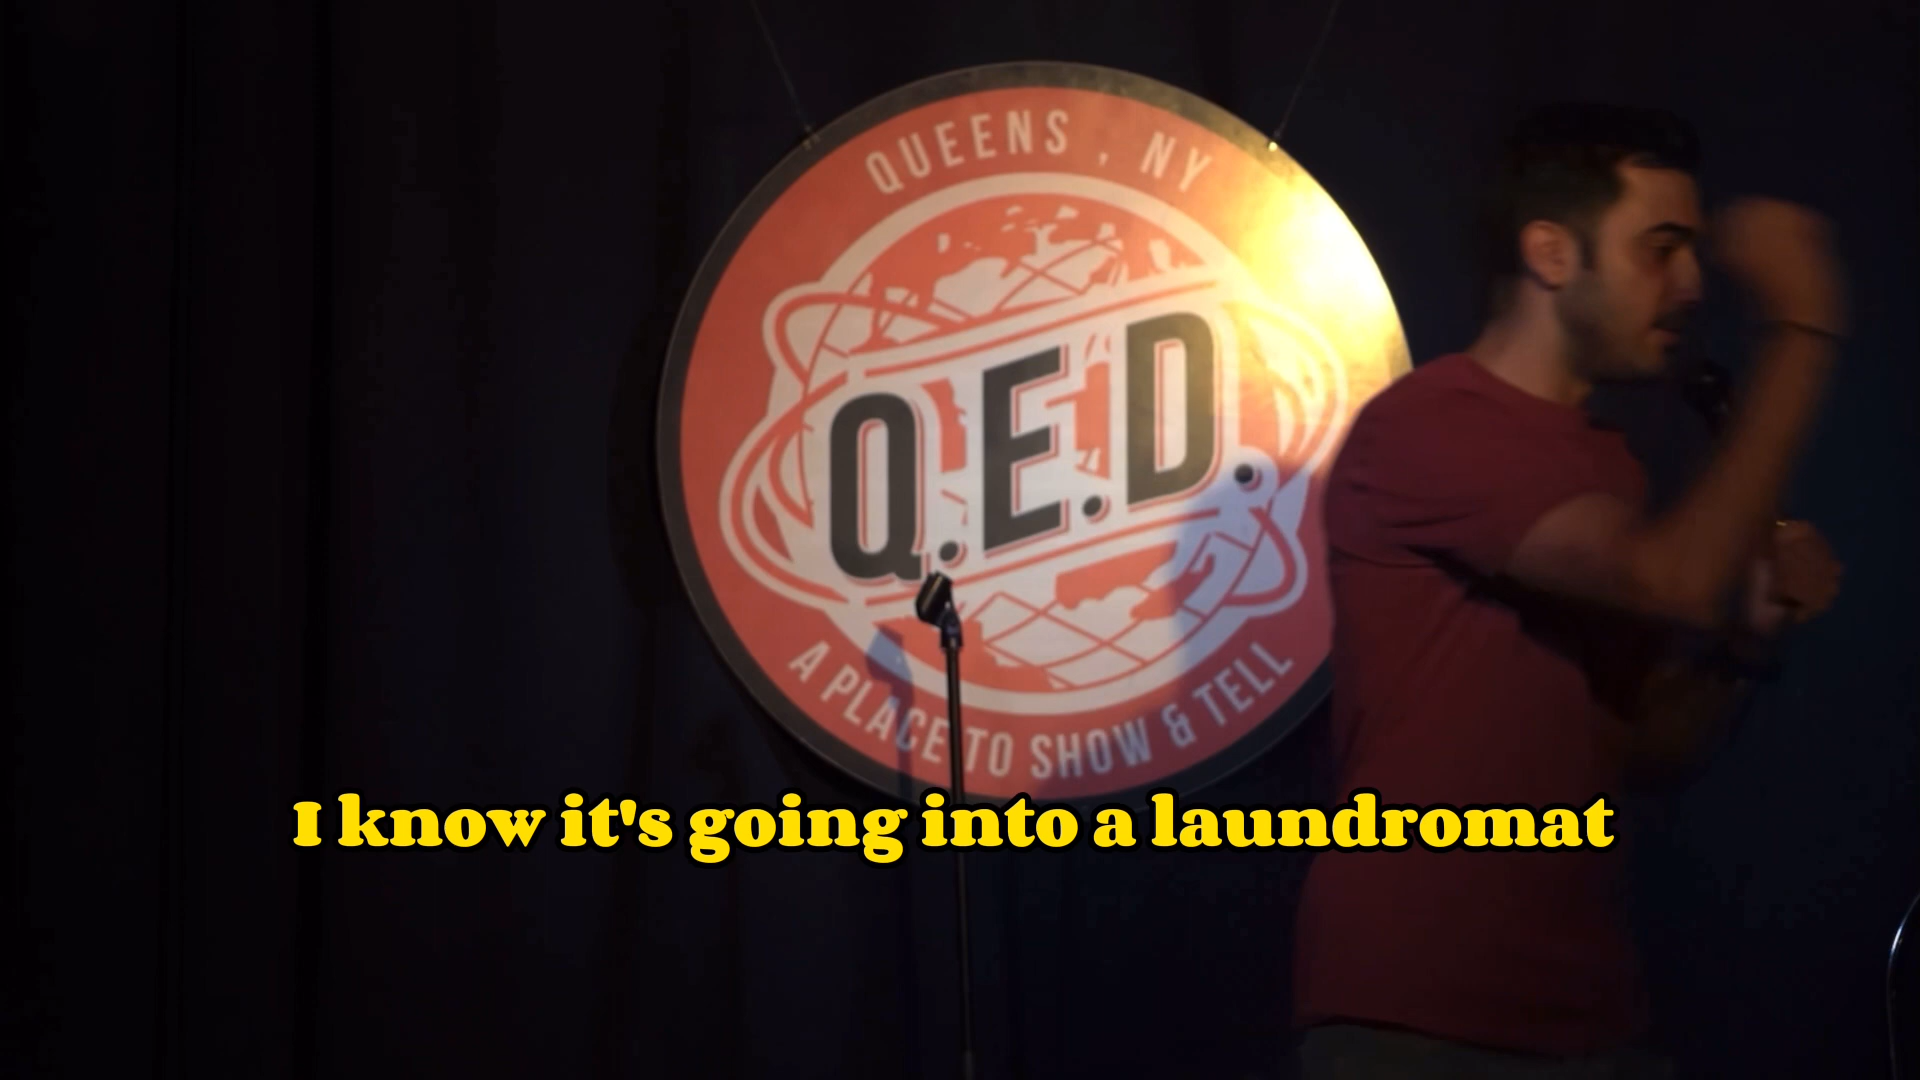 QUEENS, NY
Q.E.D.
A PLACE TO SHOW & TELL
I know it's going into a laundromat